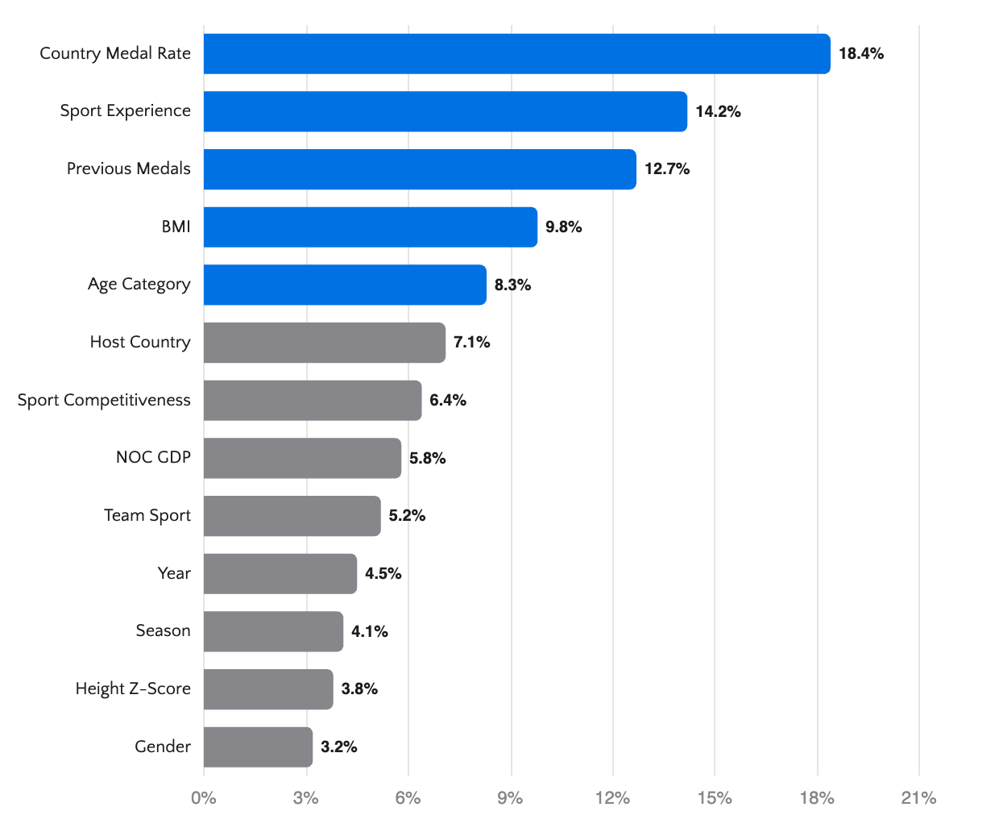 Country Medal Rate 18.4%
Sport Experience 14.2%
Previous Medals 12.7%
BMI 9.8%
Age Category 8.3%
Host Country 7.1%
Sport Competitiveness 6.4%
NOC GDP 5.8%
Team Sport 5.2%
Year 4.5%
Season 4.1%
Height Z-Score 3.8%
Gender 3.2%
0% 3% 6% 9% 12% 15% 18% 21%